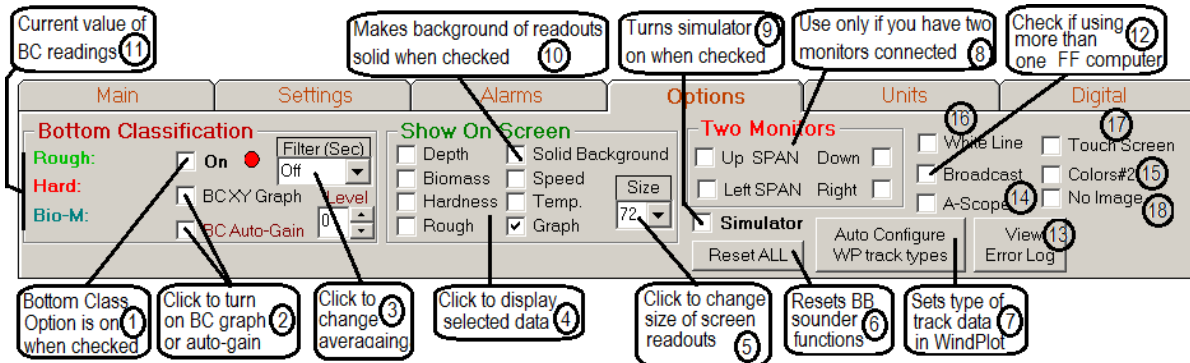 Current value of
BC readings 11
Makes background of readouts
solid when checked 10
Turns simulator 9
on when checked
Use only if you have two
monitors connected 8
Check if using 12
more than
one FF computer
Main Settings Alarms Options Units Digital
Bottom Classification
Rough:
Hard:
Bio-M:
On
Filter (Sec)
Off
BC XY Graph
Level
0
BC Auto-Gain
Show On Screen
Depth
Biomass
Hardness
Rough
Solid Background
Speed
Temp.
Graph
Size
72
Two Monitors
Up SPAN Down
Left SPAN Right
Simulator
Reset ALL
Auto Configure
WP track types
16
White Line
Broadcast
A-Scope 14
17
Touch Screen
Colors#2 15
No Image 18
View 13
Error Log
Bottom Class
Option is on 1
when checked
Click to turn
on BC graph 2
or auto-gain
Click to 3
change
averagaing
Click to display
selected data 4
Click to change
size of screen
readouts 5
Resets BB
sounder 6
functions
Sets type of
track data 7
in WindPlot